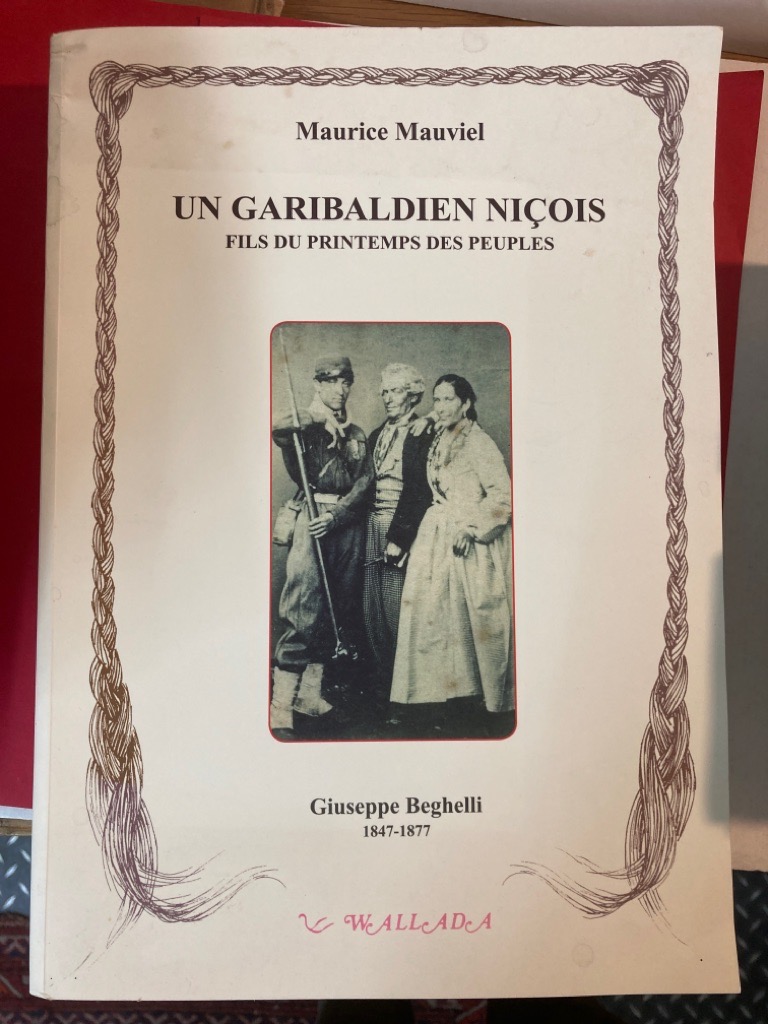 Maurice Mauviel
UN GARIBALDIEN NIÇOIS
FILS DU PRINTEMPS DES PEUPLES
Giuseppe Beghelli
1847-1877
WALLADA